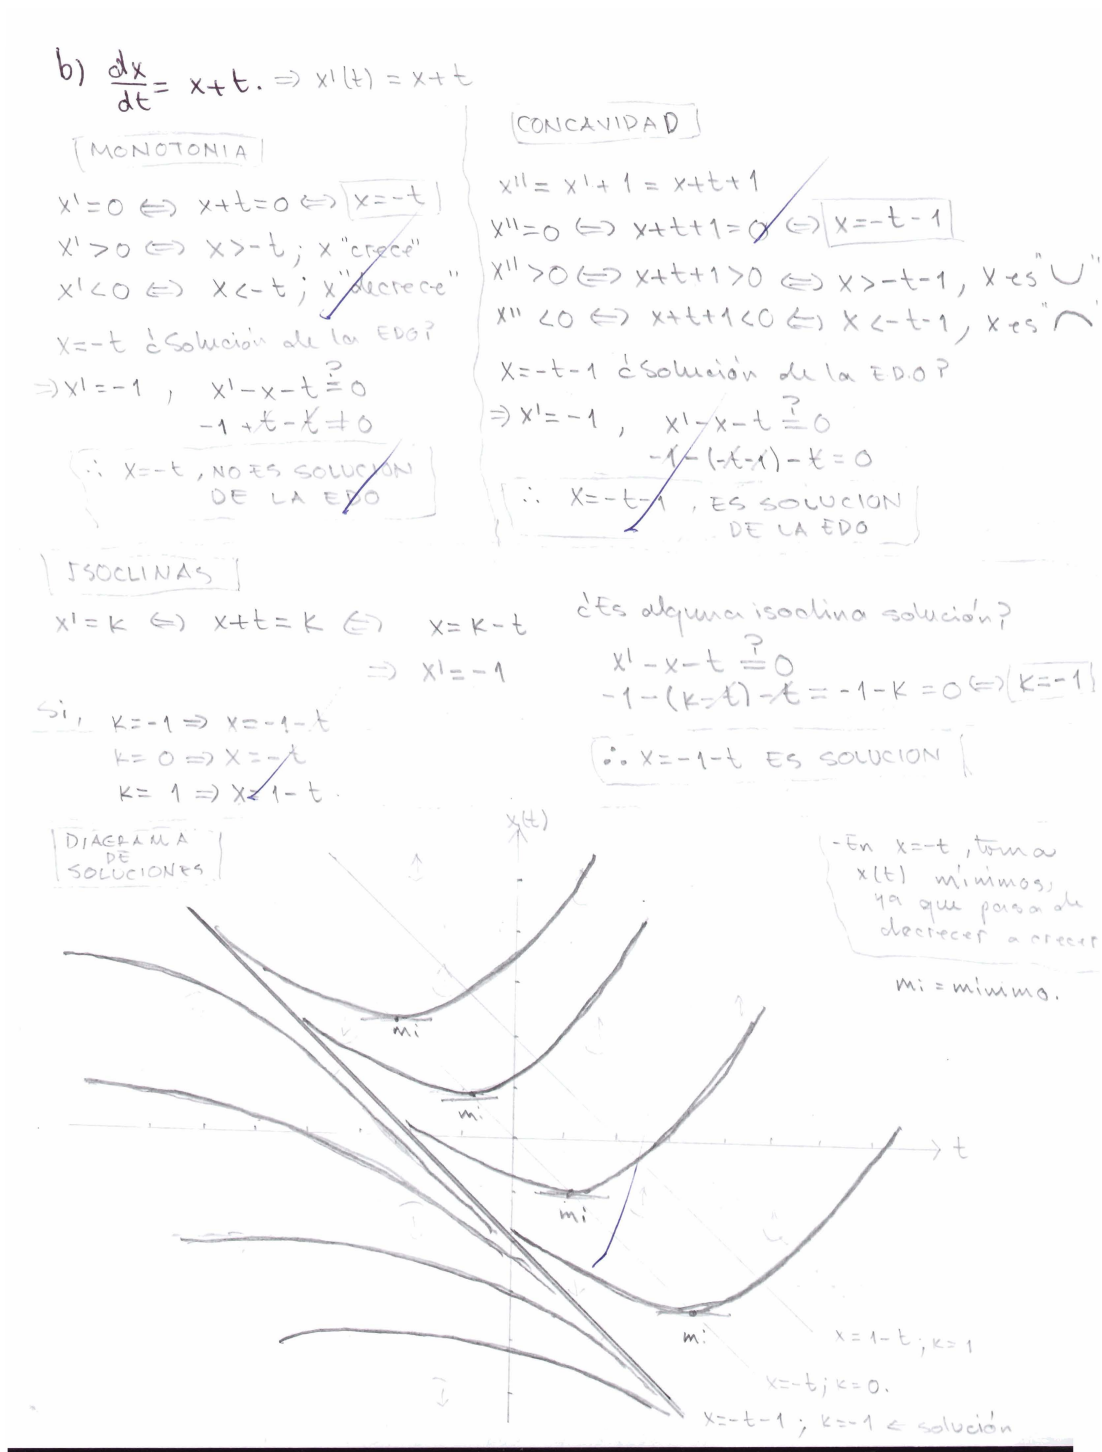 b) dx/dt = x+t. ⇒ x'(t) = x+t
MONOTONIA
x'=0 ⇔ x+t=0 ⇔ x=-t
x'>0 ⇔ x>-t; x "crece"
x'<0 ⇔ x<-t; x "decrece"
x=-t ¿Solución de la EDO?
⇒x'=-1, x'-x-t ?= 0
-1+t-t≠0
∴ x=-t, NO ES SOLUCION
DE LA EDO
CONCAVIDAD
x''= x'+1 = x+t+1
x''=0 ⇔ x+t+1=0 ⇔ x=-t-1
x''>0 ⇔ x+t+1>0 ⇔ x>-t-1, x es "∪"
x''<0 ⇔ x+t+1<0 ⇔ x<-t-1, x es "∩
x=-t-1 ¿Solución de la EDO?
⇒ x'=-1, x'-x-t ?= 0
-1-(-t-1)-t=0
∴ x=-t-1, ES SOLUCION
DE LA EDO
ISOCLINAS
x'=k ⇔ x+t=k ⇔ x=k-t
⇒ x'=-1
Si, k=-1 ⇒ x=-1-t
k=0 ⇒ x=-t
k=1 ⇒ x=1-t.
¿Es alguna isoclina solución?
x'-x-t ?= 0
-1-(k-t)-t = -1-k = 0 ⇔ k=-1
∴ x=-1-t ES SOLUCION
DIAGRAMA
DE
SOLUCIONES
x(t)
-En x=-t, toma
x(t) mínimos,
ya que pasa de
decrecer a crecer
mi = mínimo.
mi
mi
t
mi
mi
x=1-t; k=1
x=-t; k=0.
x=-t-1; k=-1 ← solución